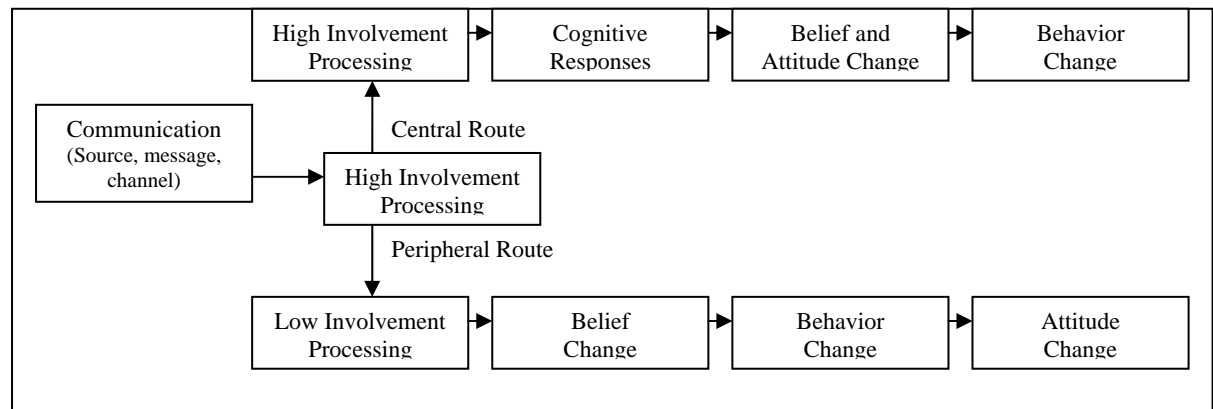 High Involvement
Processing
Cognitive
Responses
Belief and
Attitude Change
Behavior
Change
Communication
(Source, message,
channel)
Central Route
High Involvement
Processing
Peripheral Route
Low Involvement
Processing
Belief
Change
Behavior
Change
Attitude
Change